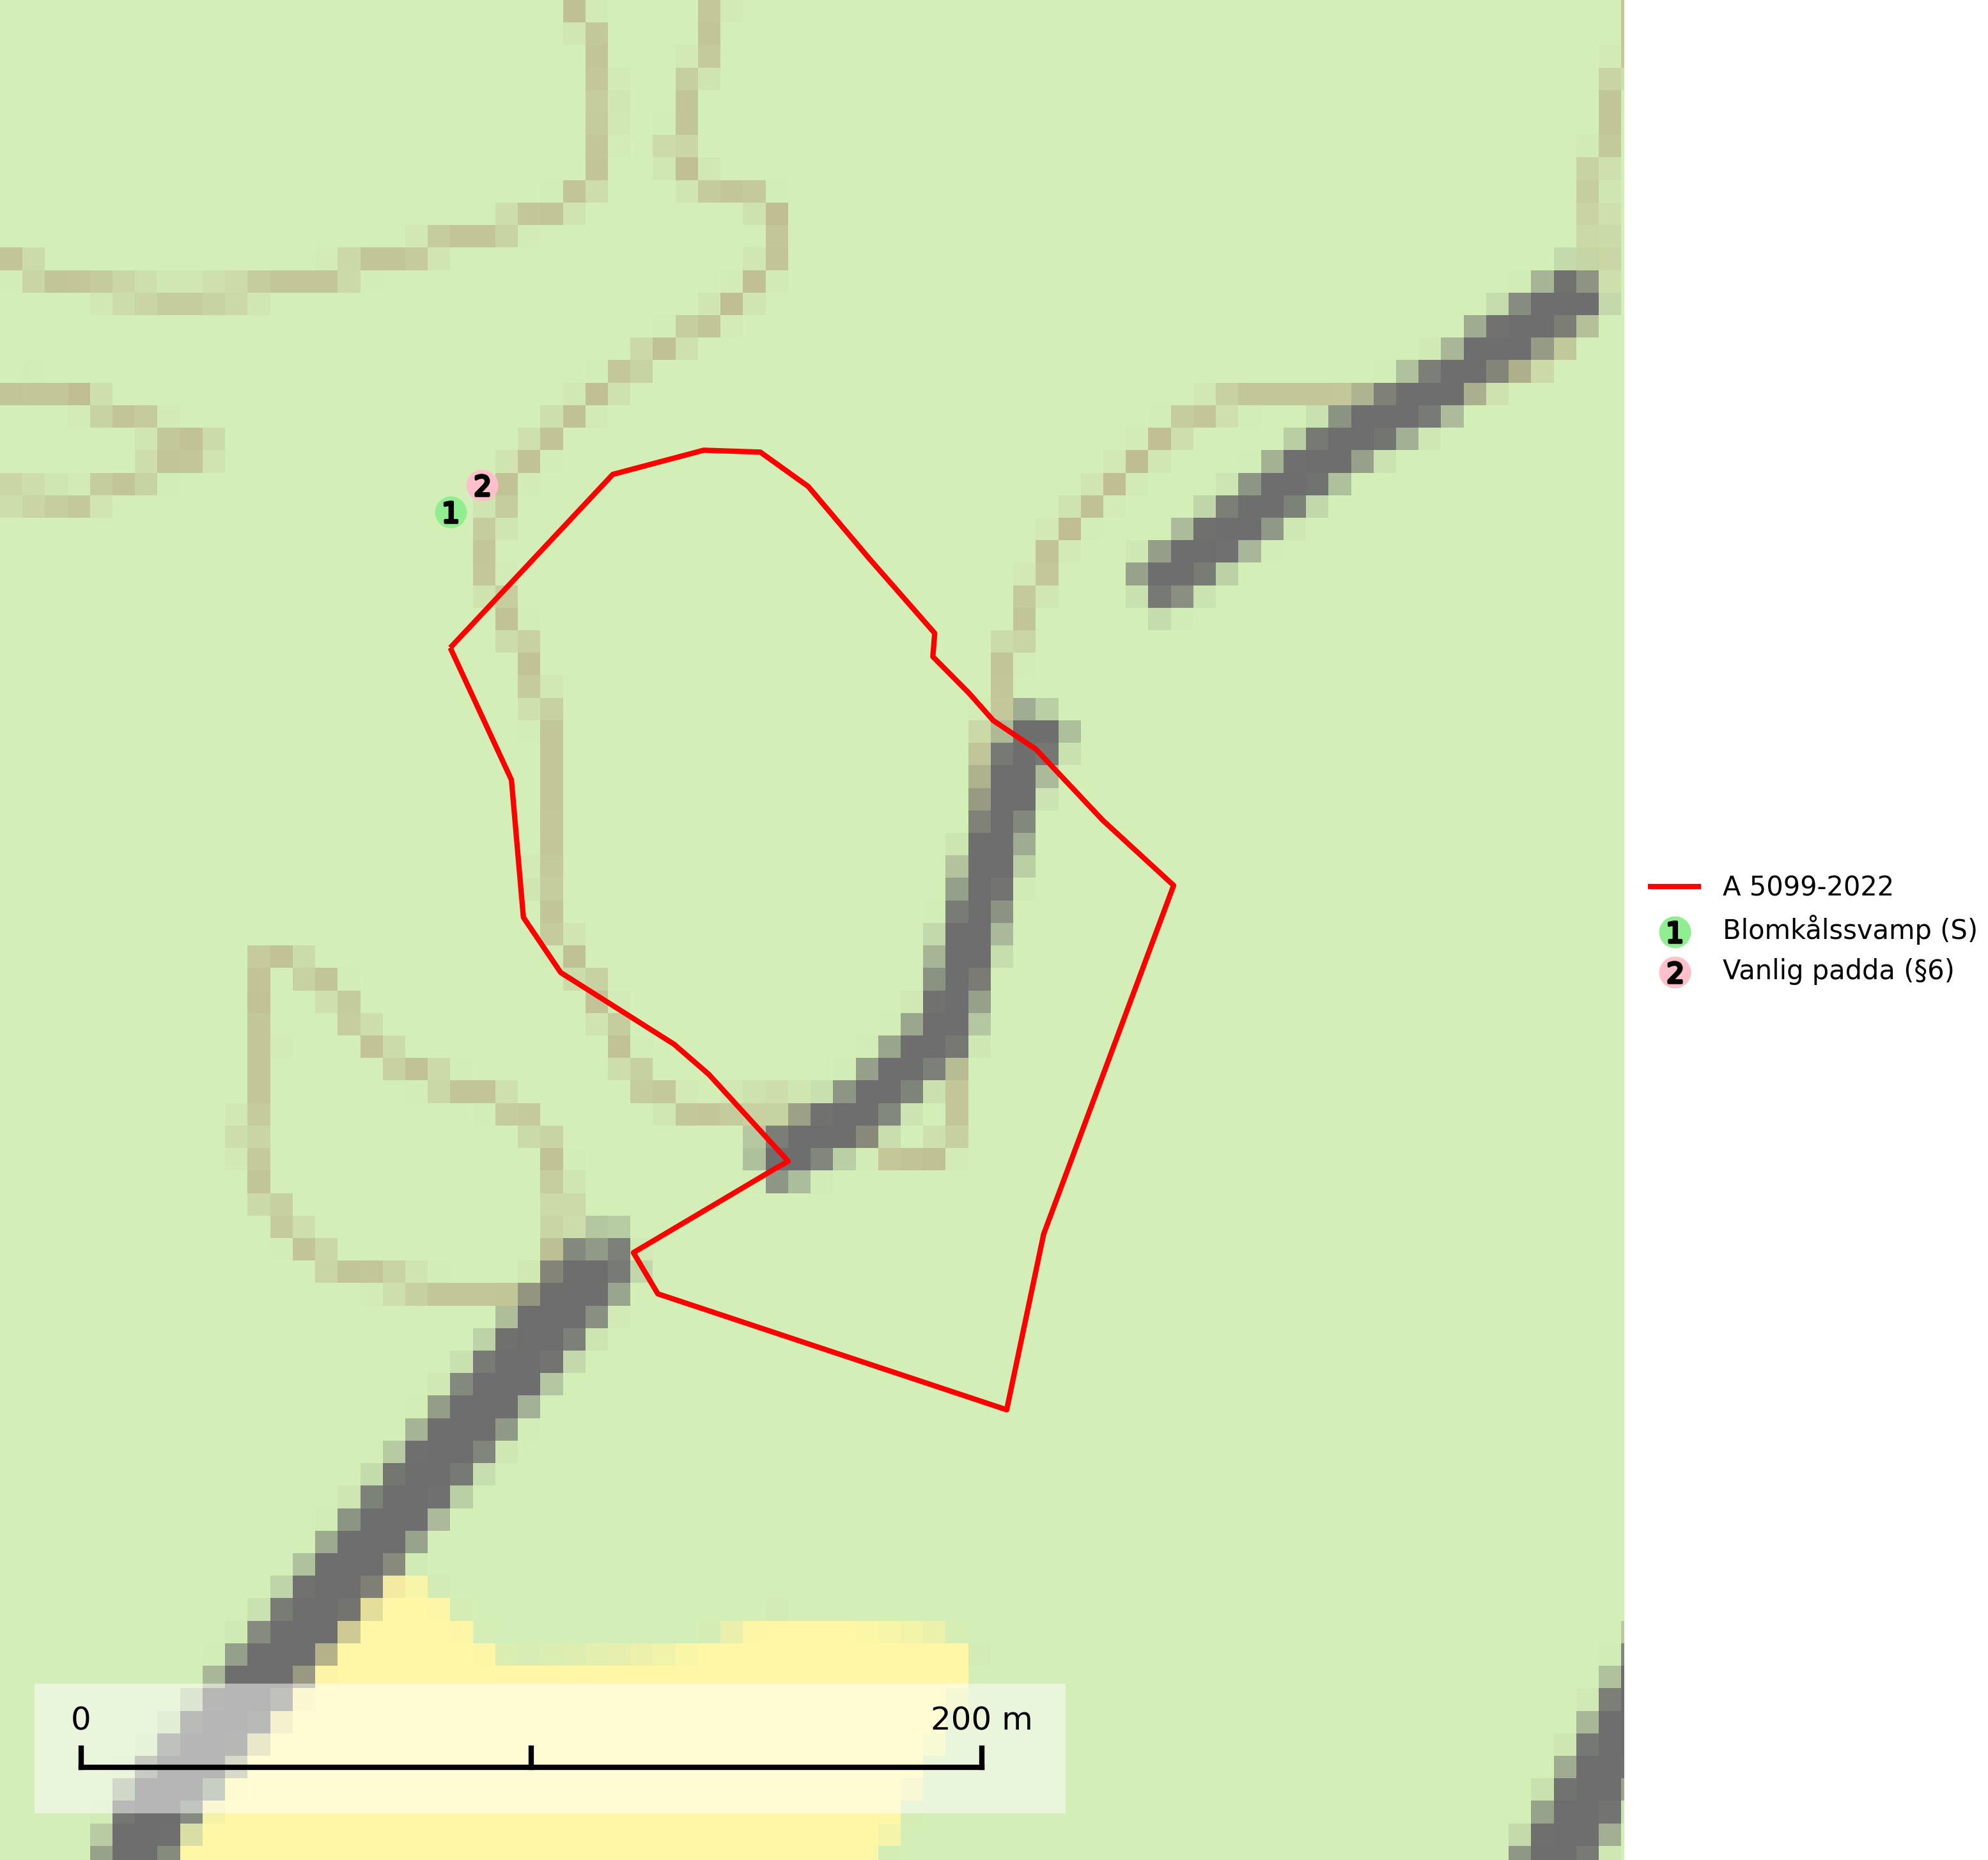 2
1
A 5099-2022
1 Blomkålssvamp (S)
2 Vanlig padda (§6)
0 200 m